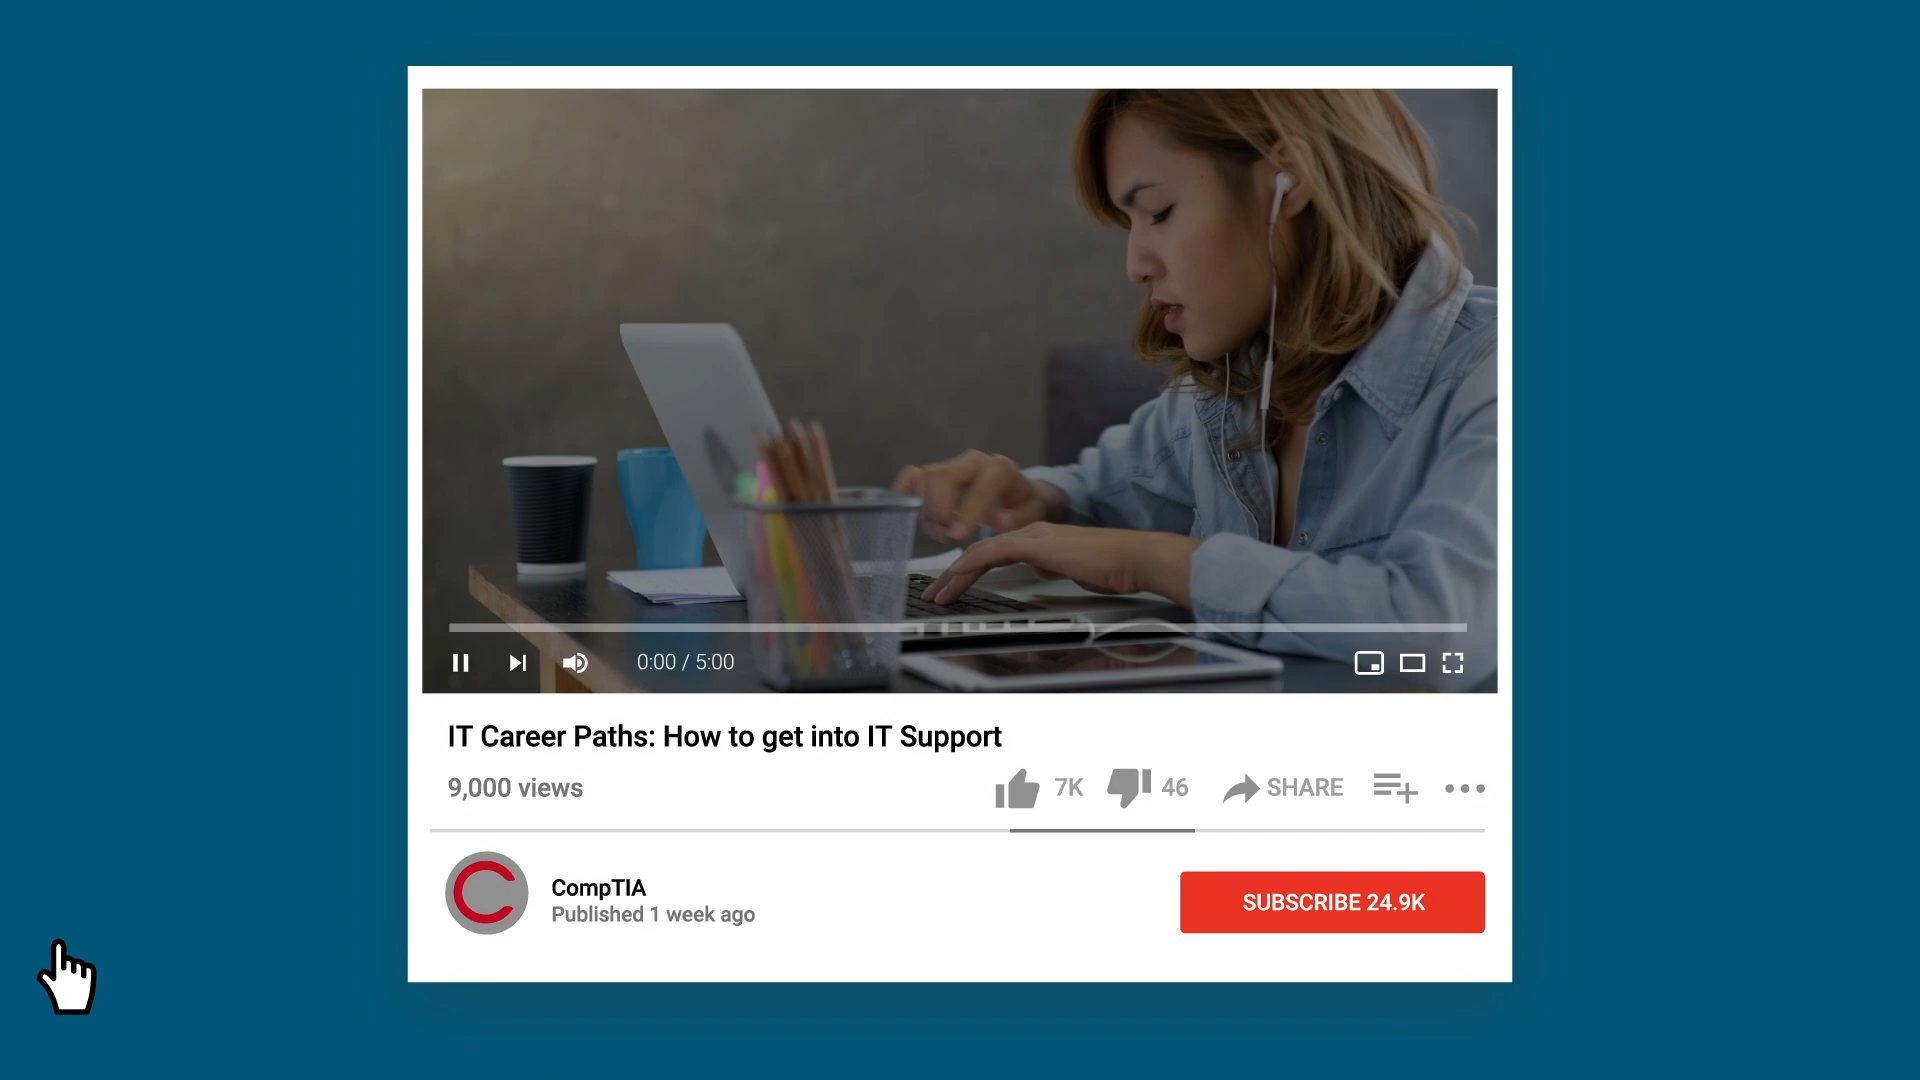 0:00 / 5:00
IT Career Paths: How to get into IT Support
9,000 views
7K
46
SHARE
CompTIA
Published 1 week ago
SUBSCRIBE 24.9K